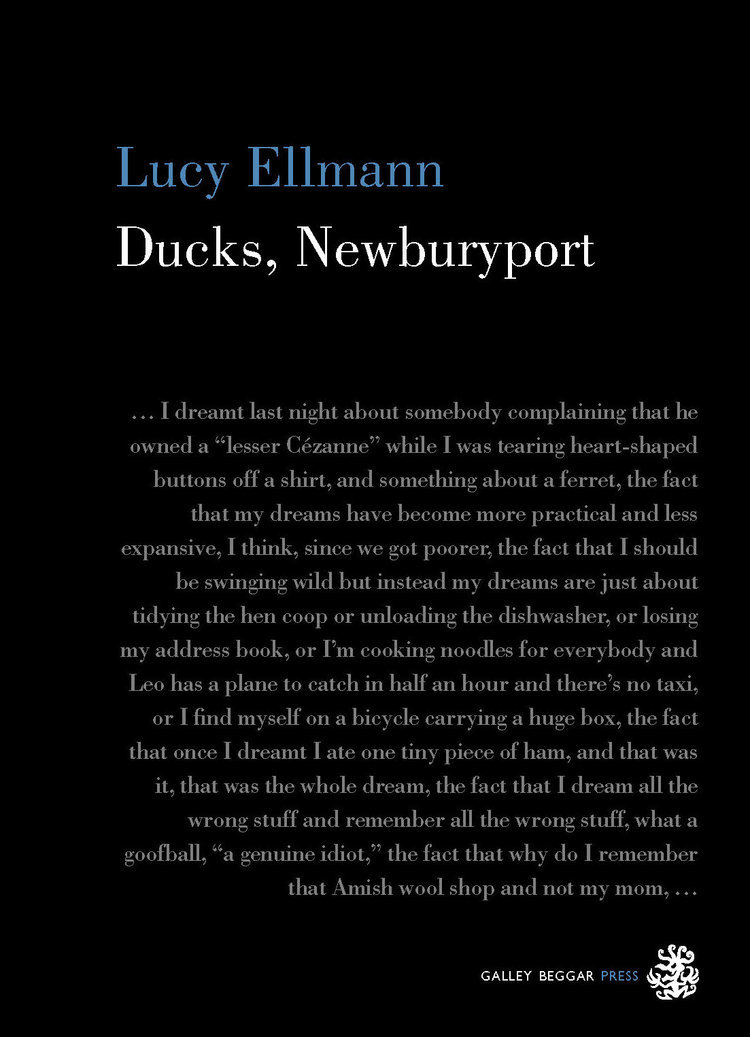 Lucy Ellmann
Ducks, Newburyport
… I dreamt last night about somebody complaining that he
owned a “lesser Cézanne” while I was tearing heart-shaped
buttons off a shirt, and something about a ferret, the fact
that my dreams have become more practical and less
expansive, I think, since we got poorer, the fact that I should
be swinging wild but instead my dreams are just about
tidying the hen coop or unloading the dishwasher, or losing
my address book, or I’m cooking noodles for everybody and
Leo has a plane to catch in half an hour and there’s no taxi,
or I find myself on a bicycle carrying a huge box, the fact
that once I dreamt I ate one tiny piece of ham, and that was
it, that was the whole dream, the fact that I dream all the
wrong stuff and remember all the wrong stuff, what a
goofball, “a genuine idiot,” the fact that why do I remember
that Amish wool shop and not my mom, …
GALLEY BEGGAR PRESS